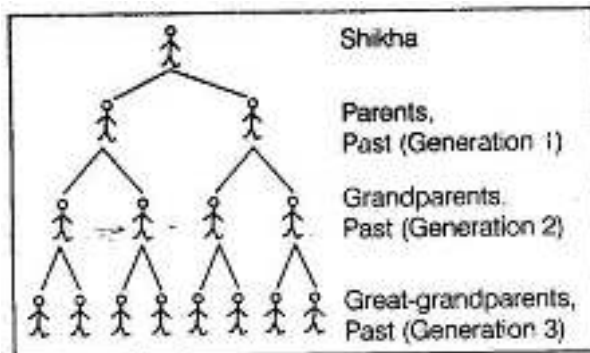 Shikha
Parents,
Past (Generation 1)
Grandparents,
Past (Generation 2)
Great-grandparents,
Past (Generation 3)